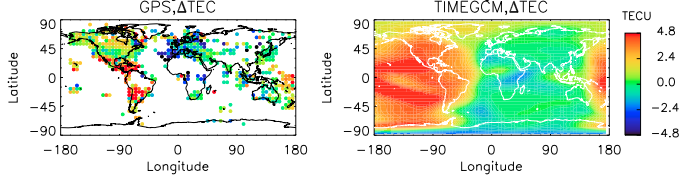 GPS,ΔTEC
TIMEGCM,ΔTEC
TECU
90
45
0
-45
-90
Latitude
-180 -90 0 90 180
Longitude
90
45
0
-45
-90
Latitude
-180 -90 0 90 180
Longitude
4.8
2.4
0.0
-2.4
-4.8